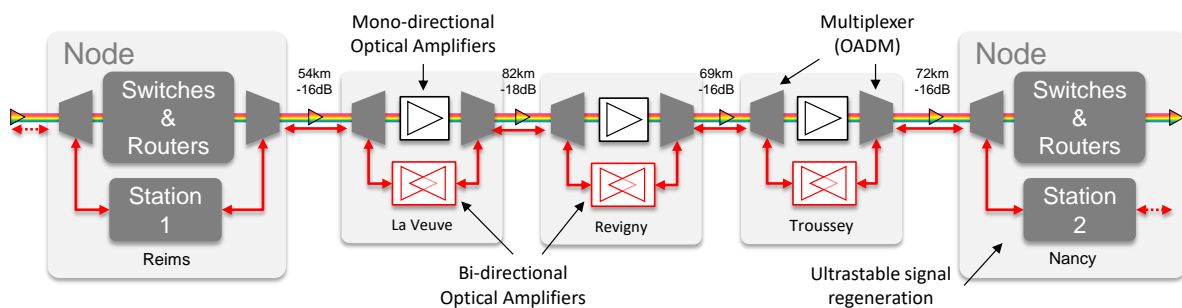 Mono-directional
Optical Amplifiers
Multiplexer
(OADM)
Node
Switches
&
Routers
Station
1
Reims
54km
-16dB
La Veuve
82km
-18dB
Revigny
69km
-16dB
Troussey
72km
-16dB
Node
Switches
&
Routers
Station
2
Nancy
Bi-directional
Optical Amplifiers
Ultrastable signal
regeneration